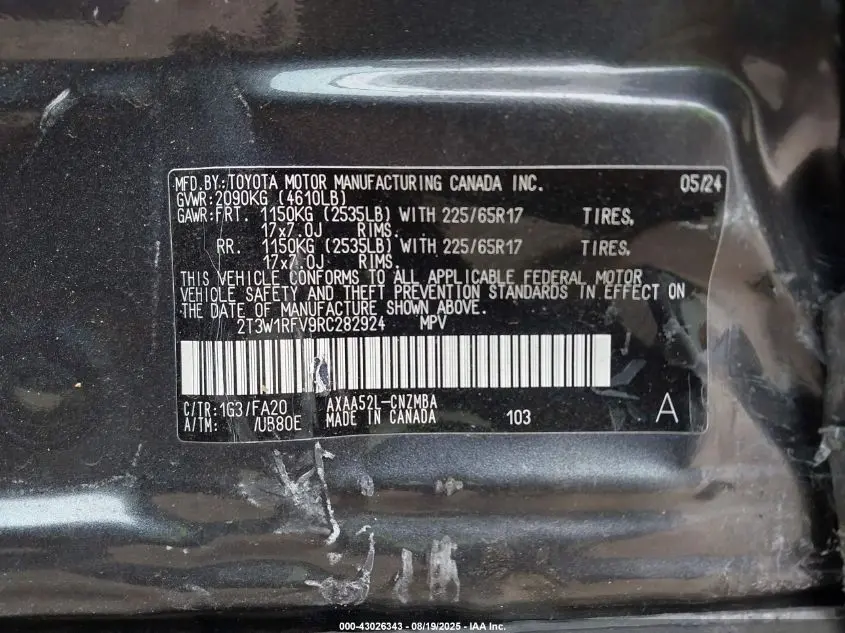 MFD.BY:TOYOTA MOTOR MANUFACTURING CANADA INC. 05/24
GVWR:2090KG (4610LB)
GAWR:FRT. 1150KG (2535LB) WITH 225/65R17 TIRES,
17x7.0J RIMS.
RR. 1150KG (2535LB) WITH 225/65R17 TIRES,
17x7.0J RIMS.
THIS VEHICLE CONFORMS TO ALL APPLICABLE FEDERAL MOTOR
VEHICLE SAFETY AND THEFT PREVENTION STANDARDS IN EFFECT ON
THE DATE OF MANUFACTURE SHOWN ABOVE.
2T3W1RFV9RC282924 MPV
C/TR:1G3/FA20 AXAA52L-CNZMBA
A/TM: /UB80E MADE IN CANADA 103 A
000-43026343 - 08/19/2025 - IAA Inc.